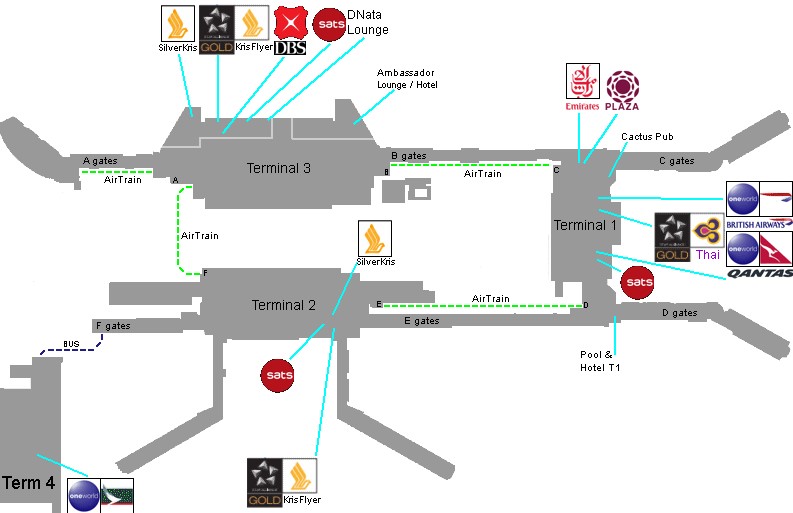 DNata
Lounge
sats
SilverKris
GOLD
KrisFlyer
DBS
Ambassador
Lounge / Hotel
Emirates
PLAZA
Cactus Pub
A gates
AirTrain
A
Terminal 3
B gates
B
AirTrain
C
C gates
oneworld
BRITISH AIRWAYS
Terminal 1
GOLD
Thai
oneworld
QANTAS
sats
AirTrain
SilverKris
F
Terminal 2
E
AirTrain
D
E gates
D gates
F gates
BUS
Pool &
Hotel T1
sats
GOLD
KrisFlyer
Term 4
oneworld